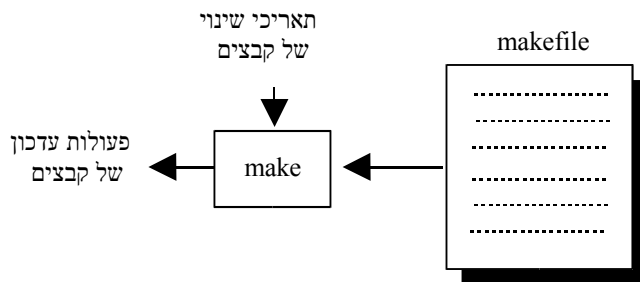 תאריכי שינוי
של קבצים
makefile
פעולות עדכון
של קבצים
make